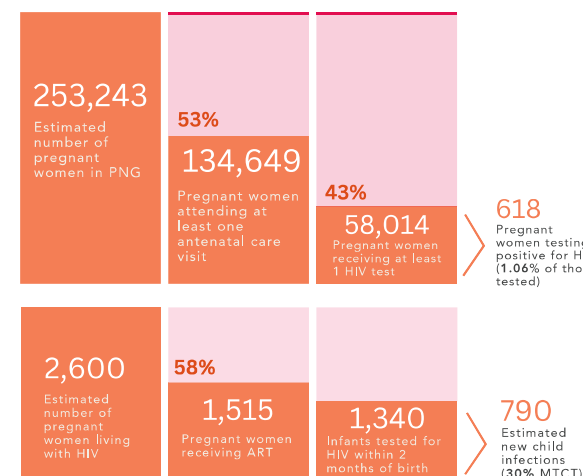 253,243
Estimated
number of
pregnant
women in PNG
53%
134,649
Pregnant women
attending at
least one
antenatal care
visit
43%
58,014
Pregnant women
receiving at least
1 HIV test
618
Pregnant
women testing
positive for H
(1.06% of tho
tested)
2,600
Estimated
number of
pregnant
women living
with HIV
58%
1,515
Pregnant women
receiving ART
1,340
Infants tested for
HIV within 2
months of birth
790
Estimated
new child
infections
(30% MTCT)